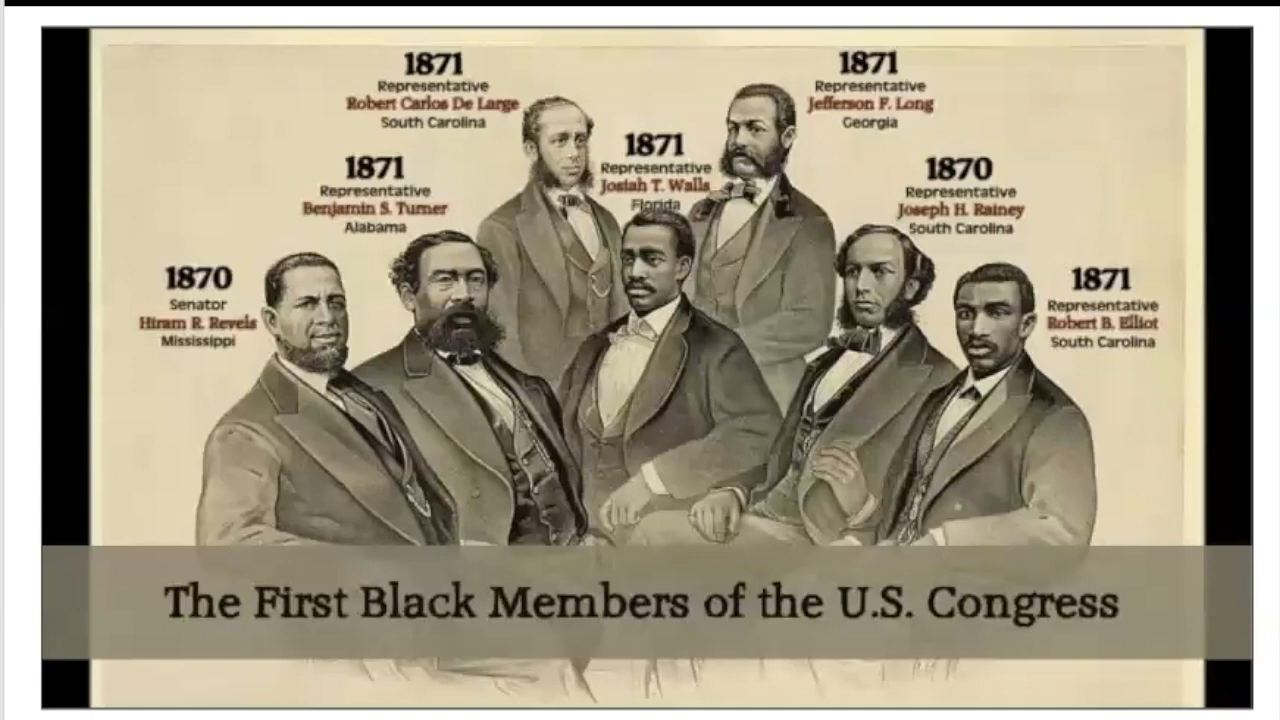 1871
Representative
Robert Carlos De Large
South Carolina
1871
Representative
Jefferson F. Long
Georgia
1871
Representative
Josiah T. Walls
Florida
1871
Representative
Benjamin S. Turner
Alabama
1870
Representative
Joseph H. Rainey
South Carolina
1870
Senator
Hiram R. Revels
Mississippi
1871
Representative
Robert B. Elliot
South Carolina
The First Black Members of the U.S. Congress